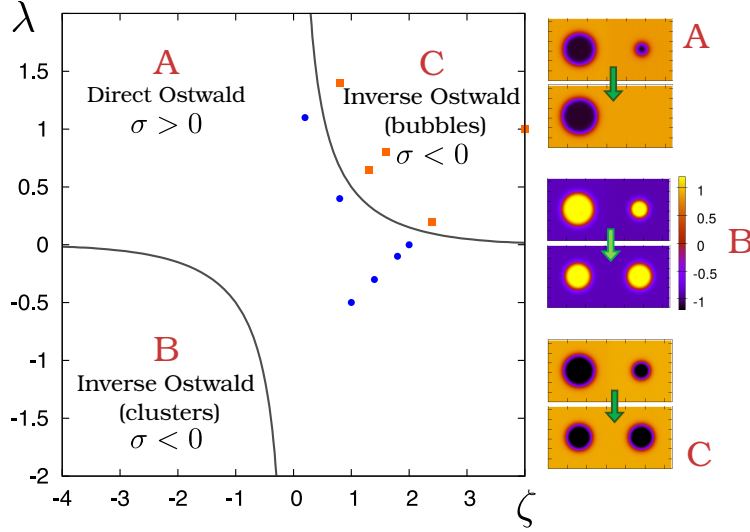 λ
1.5
1
0.5
0
-0.5
-1
-1.5
-2
-4
-3
-2
-1
0
1
2
3
4
ζ
A
Direct Ostwald
σ > 0
C
Inverse Ostwald
(bubbles)
σ < 0
B
Inverse Ostwald
(clusters)
σ < 0
A
B
1
0.5
0
-0.5
-1
C